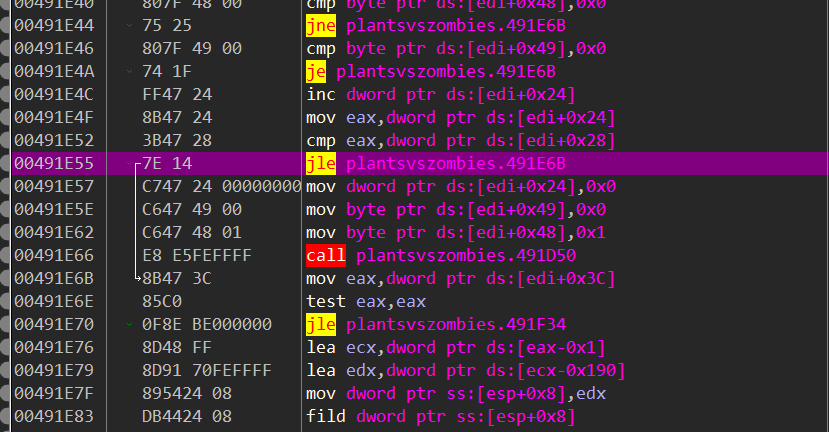 00491E40 807F 48 00 cmp byte ptr ds:[edi+0x48],0x0
00491E44 75 25 jne plantsvszombies.491E6B
00491E46 807F 49 00 cmp byte ptr ds:[edi+0x49],0x0
00491E4A 74 1F je plantsvszombies.491E6B
00491E4C FF47 24 inc dword ptr ds:[edi+0x24]
00491E4F 8B47 24 mov eax,dword ptr ds:[edi+0x24]
00491E52 3B47 28 cmp eax,dword ptr ds:[edi+0x28]
00491E55 7E 14 jle plantsvszombies.491E6B
00491E57 C747 24 00000000 mov dword ptr ds:[edi+0x24],0x0
00491E5E C647 49 00 mov byte ptr ds:[edi+0x49],0x0
00491E62 C647 48 01 mov byte ptr ds:[edi+0x48],0x1
00491E66 E8 E5FEFFFF call plantsvszombies.491D50
00491E6B 8B47 3C mov eax,dword ptr ds:[edi+0x3C]
00491E6E 85C0 test eax,eax
00491E70 0F8E BE000000 jle plantsvszombies.491F34
00491E76 8D48 FF lea ecx,dword ptr ds:[eax-0x1]
00491E79 8D91 70FEFFFF lea edx,dword ptr ds:[ecx-0x190]
00491E7F 895424 08 mov dword ptr ss:[esp+0x8],edx
00491E83 DB4424 08 fild dword ptr ss:[esp+0x8]